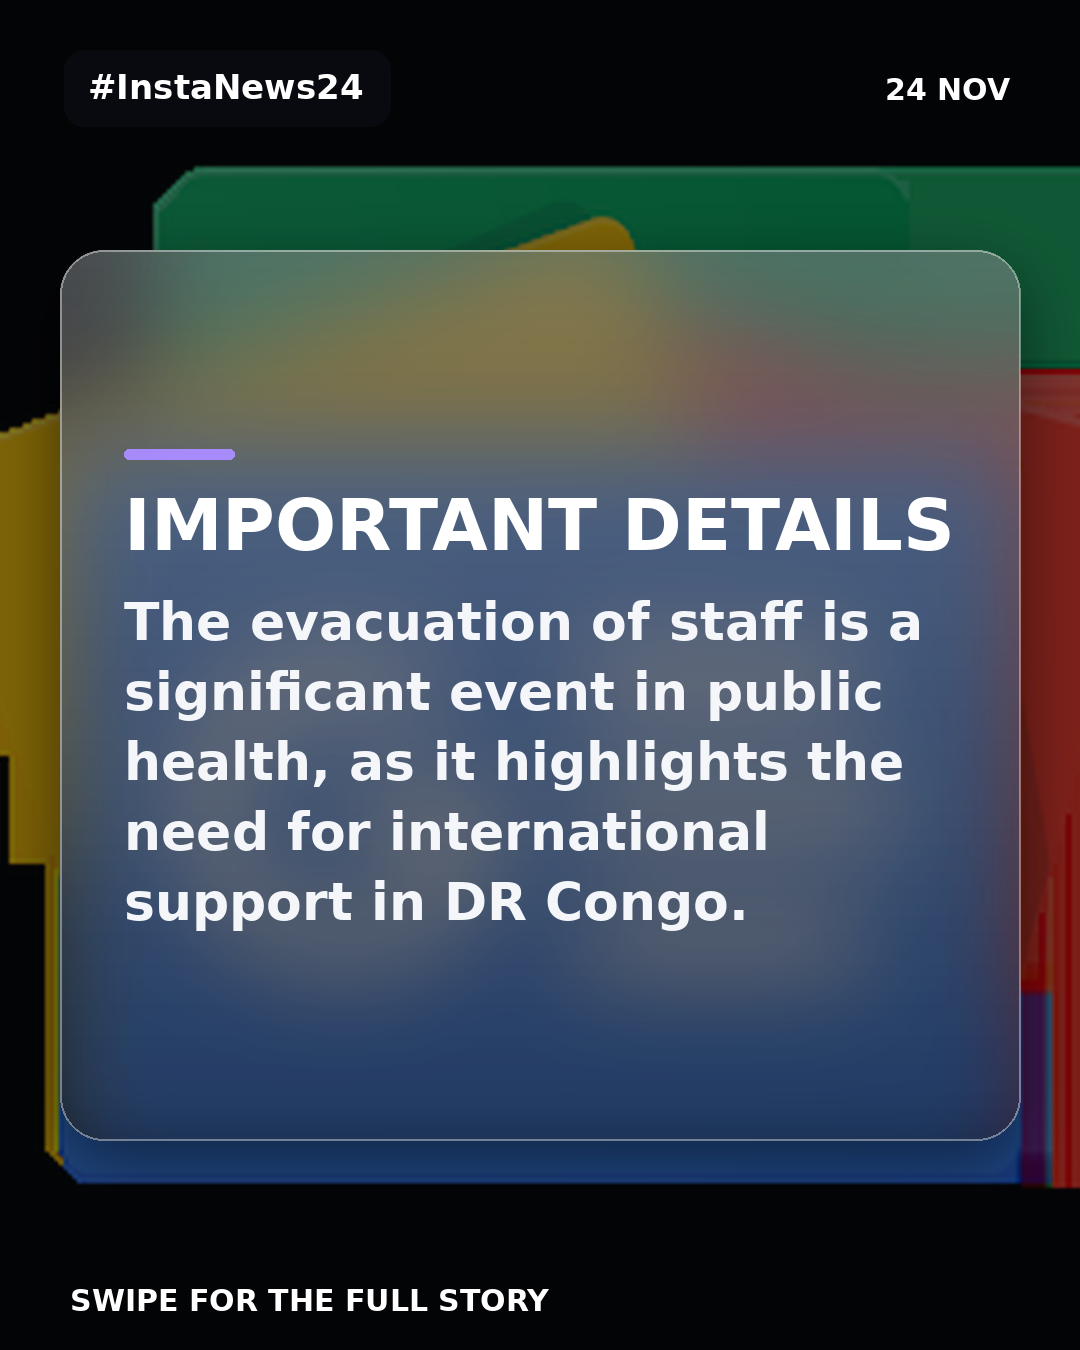 #InstaNews24
24 NOV
IMPORTANT DETAILS
The evacuation of staff is a
significant event in public
health, as it highlights the
need for international
support in DR Congo.
SWIPE FOR THE FULL STORY